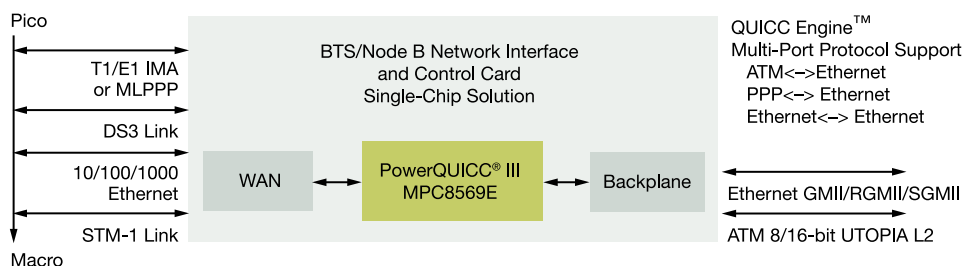 Pico
T1/E1 IMA
or MLPPP
DS3 Link
10/100/1000
Ethernet
STM-1 Link
Macro
BTS/Node B Network Interface
and Control Card
Single-Chip Solution
WAN
PowerQUICC® III
MPC8569E
Backplane
QUICC Engine™
Multi-Port Protocol Support
ATM<–>Ethernet
PPP<–> Ethernet
Ethernet<–> Ethernet
Ethernet GMII/RGMII/SGMII
ATM 8/16-bit UTOPIA L2